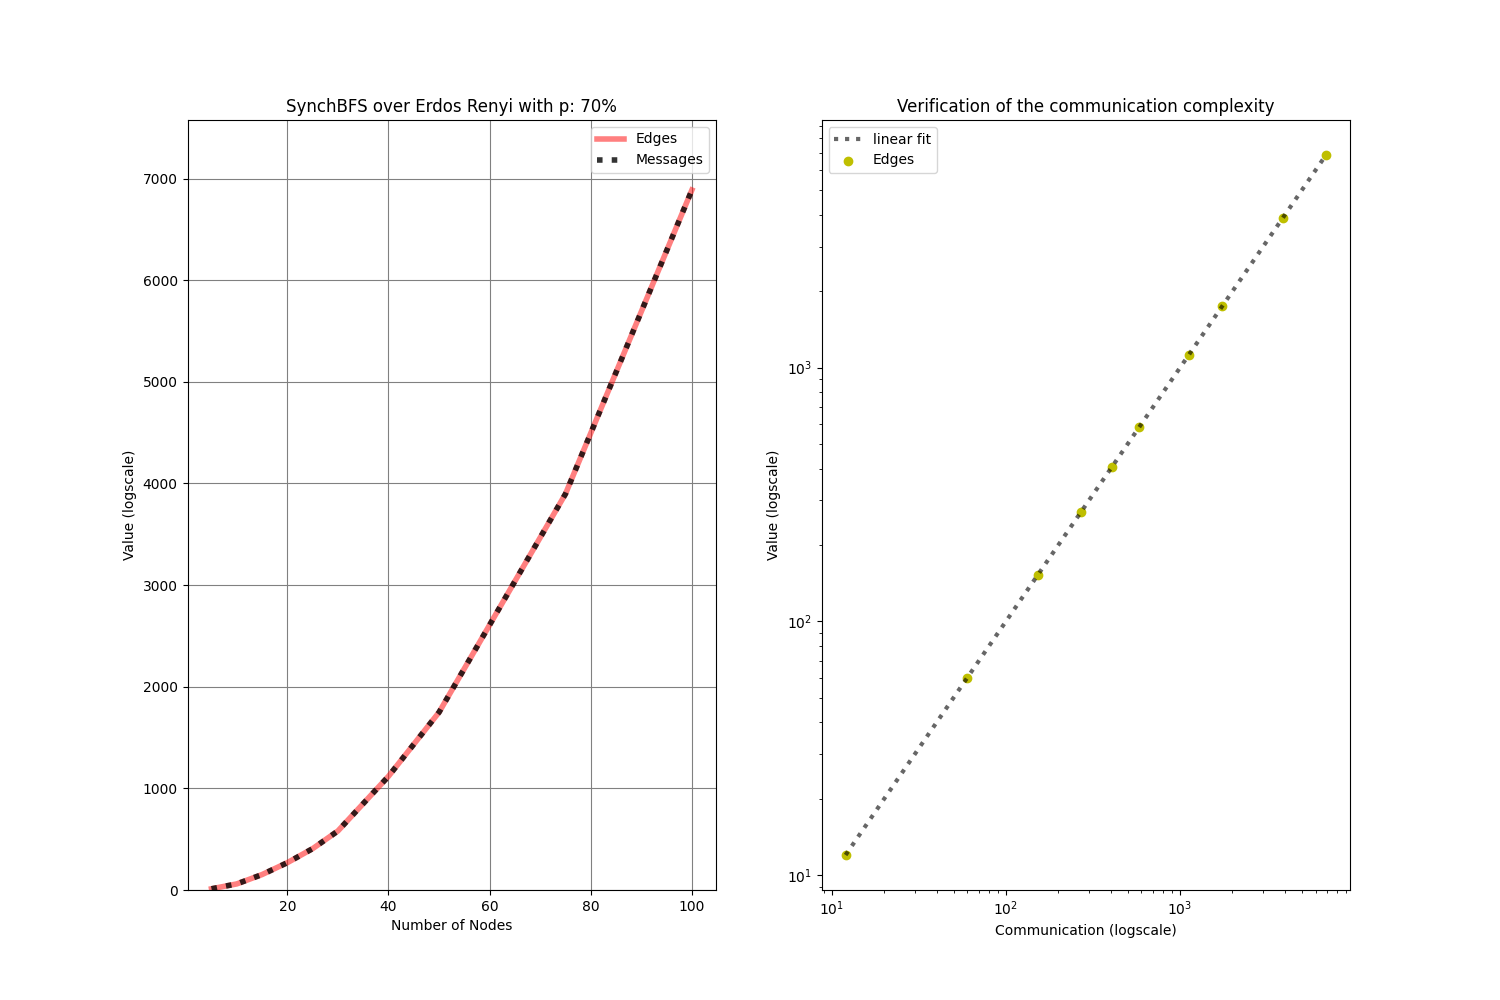 SynchBFS over Erdos Renyi with p: 70%
Edges
Messages
7000
6000
5000
4000
3000
2000
1000
0
Value (logscale)
20 40 60 80 100
Number of Nodes
Verification of the communication complexity
linear fit
Edges
10³
10²
10¹
Value (logscale)
10¹ 10² 10³
Communication (logscale)